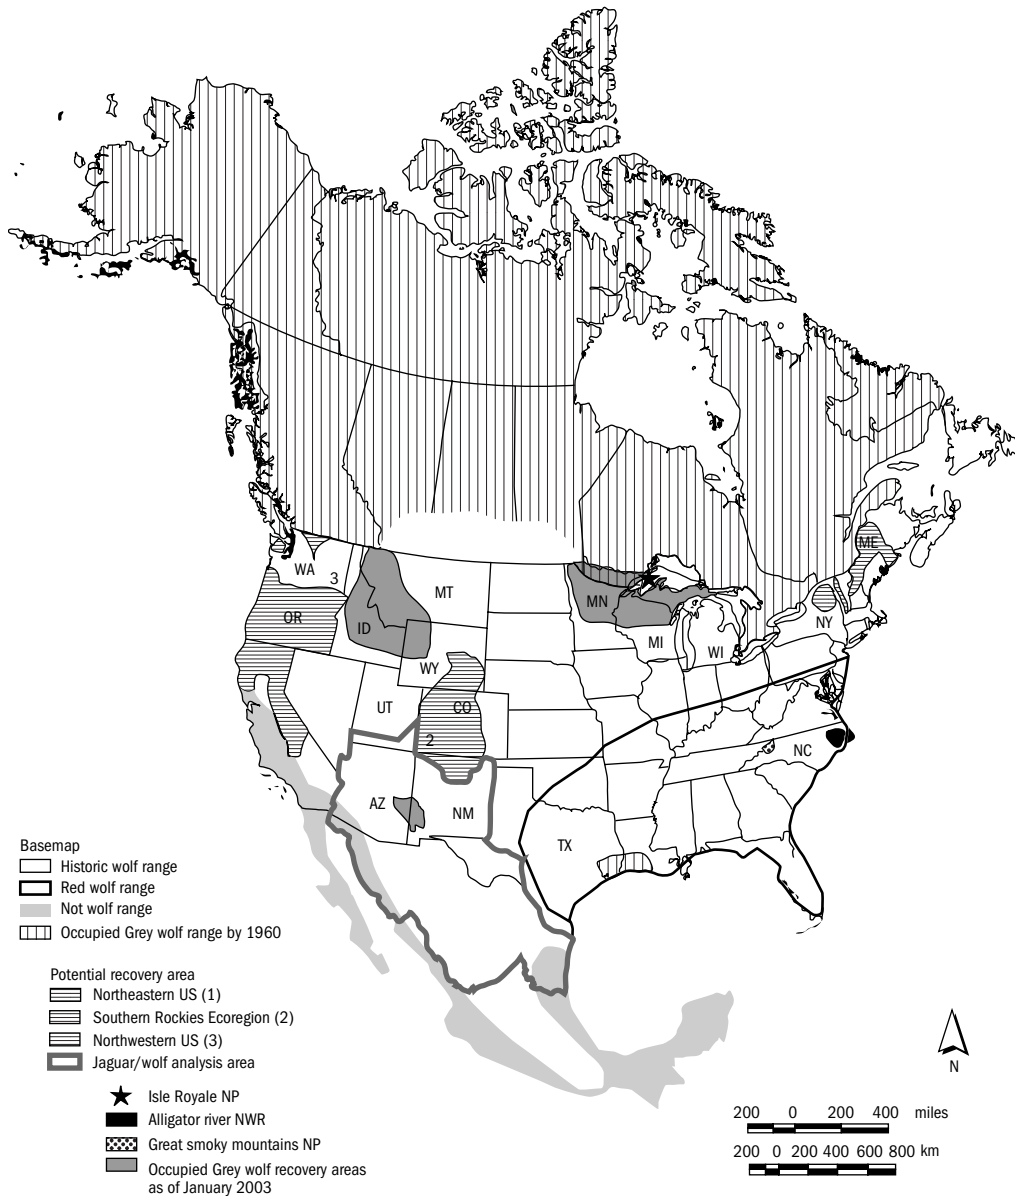 ME
WA
3
MT
MN
OR
ID
NY
MI
WI
WY
UT
CO
2
NC
AZ
NM
TX
Basemap
Historic wolf range
Red wolf range
Not wolf range
Occupied Grey wolf range by 1960
Potential recovery area
Northeastern US (1)
Southern Rockies Ecoregion (2)
Northwestern US (3)
Jaguar/wolf analysis area
Isle Royale NP
Alligator river NWR
Great smoky mountains NP
Occupied Grey wolf recovery areas
as of January 2003
N
200 0 200 400 miles
200 0 200 400 600 800 km